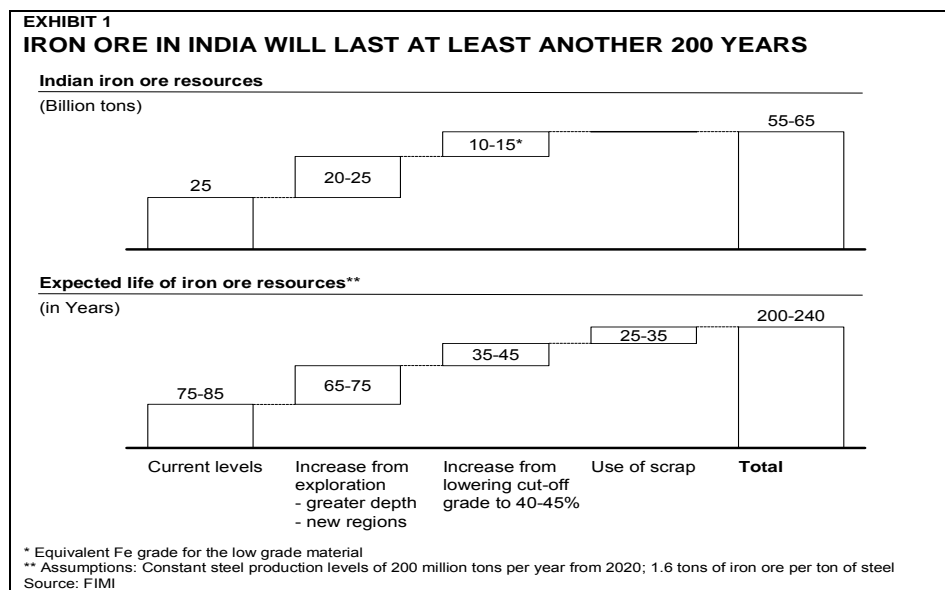 EXHIBIT 1
IRON ORE IN INDIA WILL LAST AT LEAST ANOTHER 200 YEARS
Indian iron ore resources
(Billion tons)
55-65
10-15*
20-25
25
Expected life of iron ore resources**
(in Years)
200-240
25-35
35-45
65-75
75-85
Current levels
Increase from
exploration
- greater depth
- new regions
Increase from
lowering cut-off
grade to 40-45%
Use of scrap
Total
* Equivalent Fe grade for the low grade material
** Assumptions: Constant steel production levels of 200 million tons per year from 2020; 1.6 tons of iron ore per ton of steel
Source: FIMI